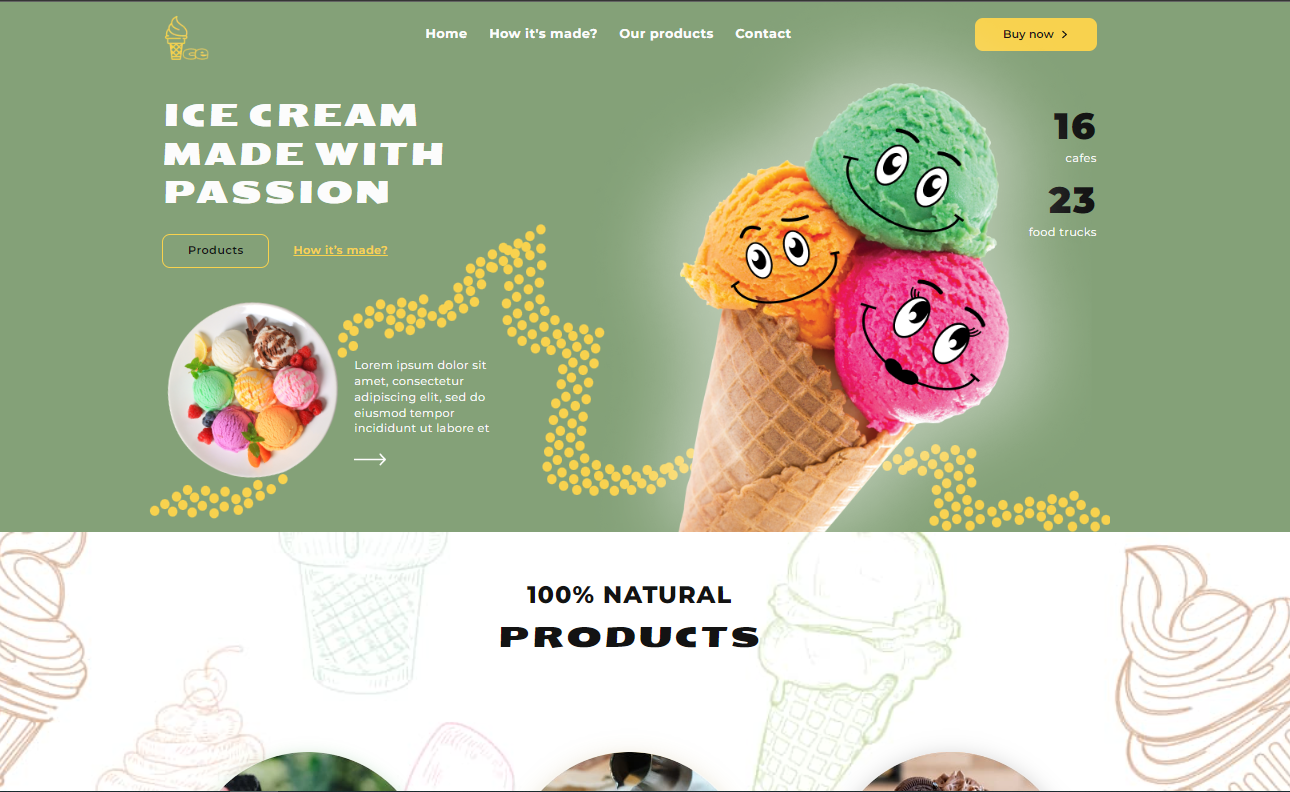 ce
Home How it's made? Our products Contact
Buy now
ICE CREAM
MADE WITH
PASSION
16
cafes
23
food trucks
Products How it's made?
Lorem ipsum dolor sit
amet, consectetur
adipiscing elit, sed do
eiusmod tempor
incididunt ut labore et
100% NATURAL
PRODUCTS